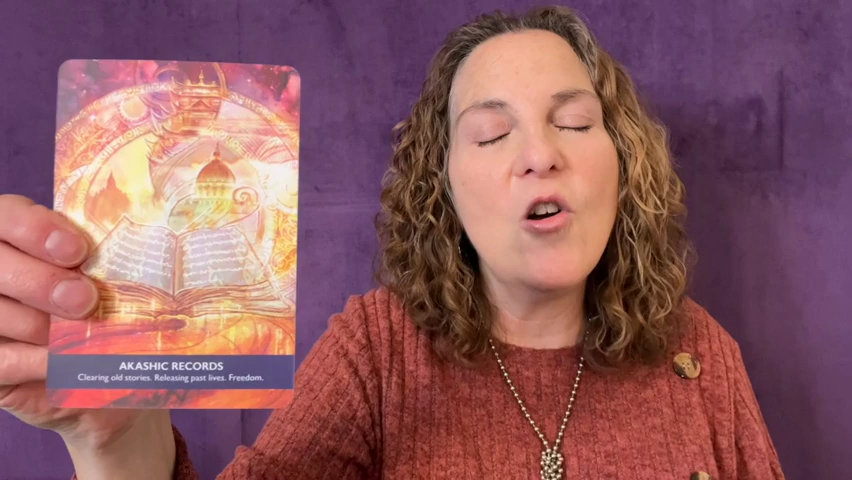 AKASHIC RECORDS
Clearing old stories. Releasing past lives. Freedom.